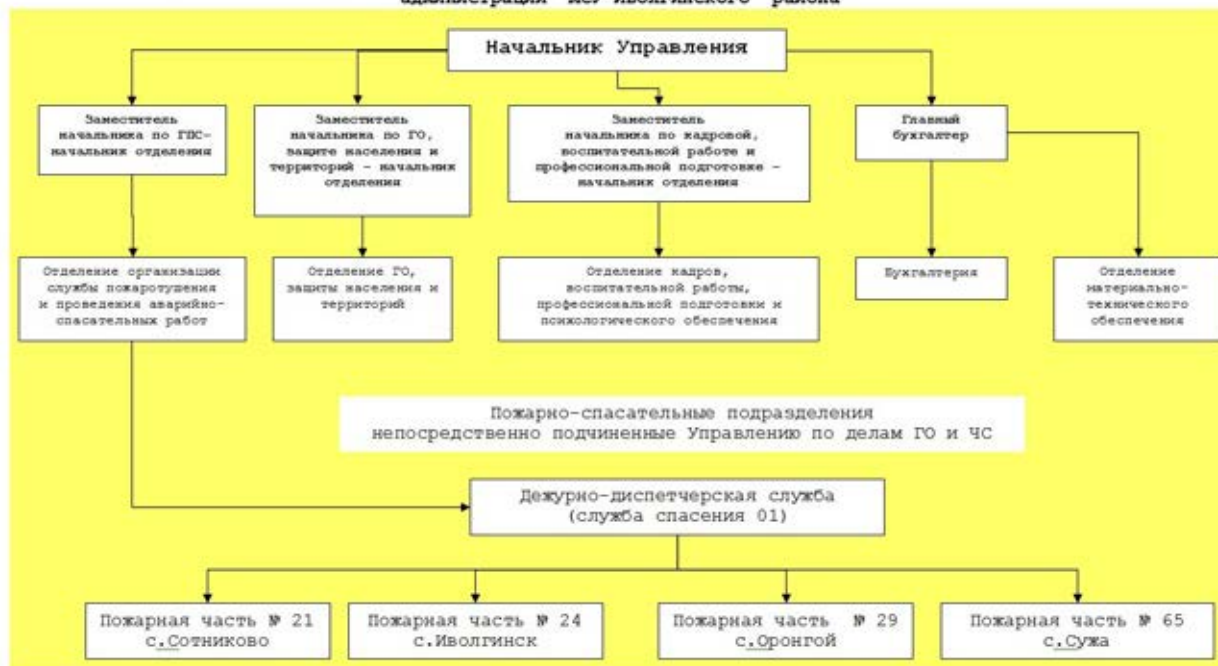 Иволгинского района
Начальник Управления
Заместитель
начальника по ГПС-
начальник отделения
Заместитель
начальника по ГО,
защите населения и
территорий – начальник
отделения
Заместитель
начальника по кадровой,
воспитательной работе и
профессиональной подготовке –
начальник отделения
Главный
бухгалтер
Отделение организации
службы пожаротушения
и проведения аварийно-
спасательных работ
Отделение ГО,
защиты населения и
территорий
Отделение кадров,
воспитательной работы,
профессиональной подготовки и
психологического обеспечения
Бухгалтерия
Отделение
материально-
технического
обеспечения
Пожарно-спасательные подразделения
непосредственно подчиненные Управлению по делам ГО и ЧС
Дежурно-диспетчерская служба
(служба спасения 01)
Пожарная часть № 21
с.Сотниково
Пожарная часть № 24
с.Иволгинск
Пожарная часть № 29
с.Оронгой
Пожарная часть № 65
с.Сужа